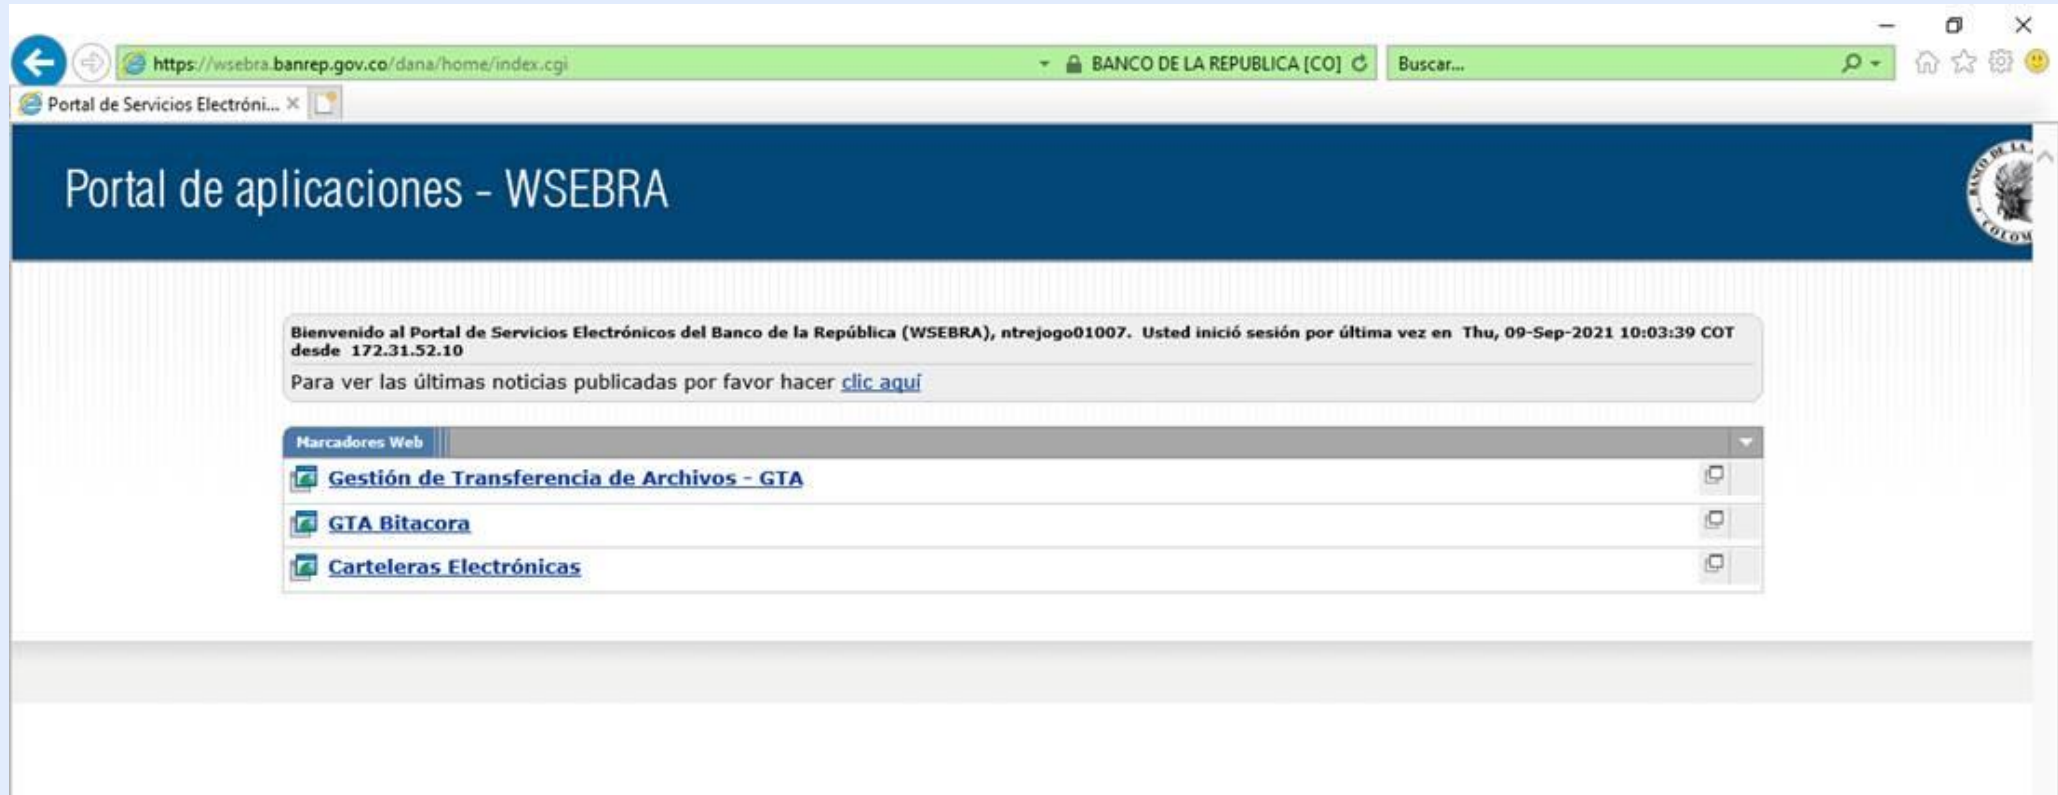 https://wsebra.banrep.gov.co/dana/home/index.cgi
BANCO DE LA REPUBLICA [CO]
Buscar...
Portal de Servicios Electróni...
Portal de aplicaciones - WSEBRA
Bienvenido al Portal de Servicios Electrónicos del Banco de la República (WSEBRA), ntrejogo01007. Usted inició sesión por última vez en Thu, 09-Sep-2021 10:03:39 COT
desde 172.31.52.10
Para ver las últimas noticias publicadas por favor hacer clic aquí
Marcadores Web
Gestión de Transferencia de Archivos - GTA
GTA Bitacora
Carteleras Electrónicas